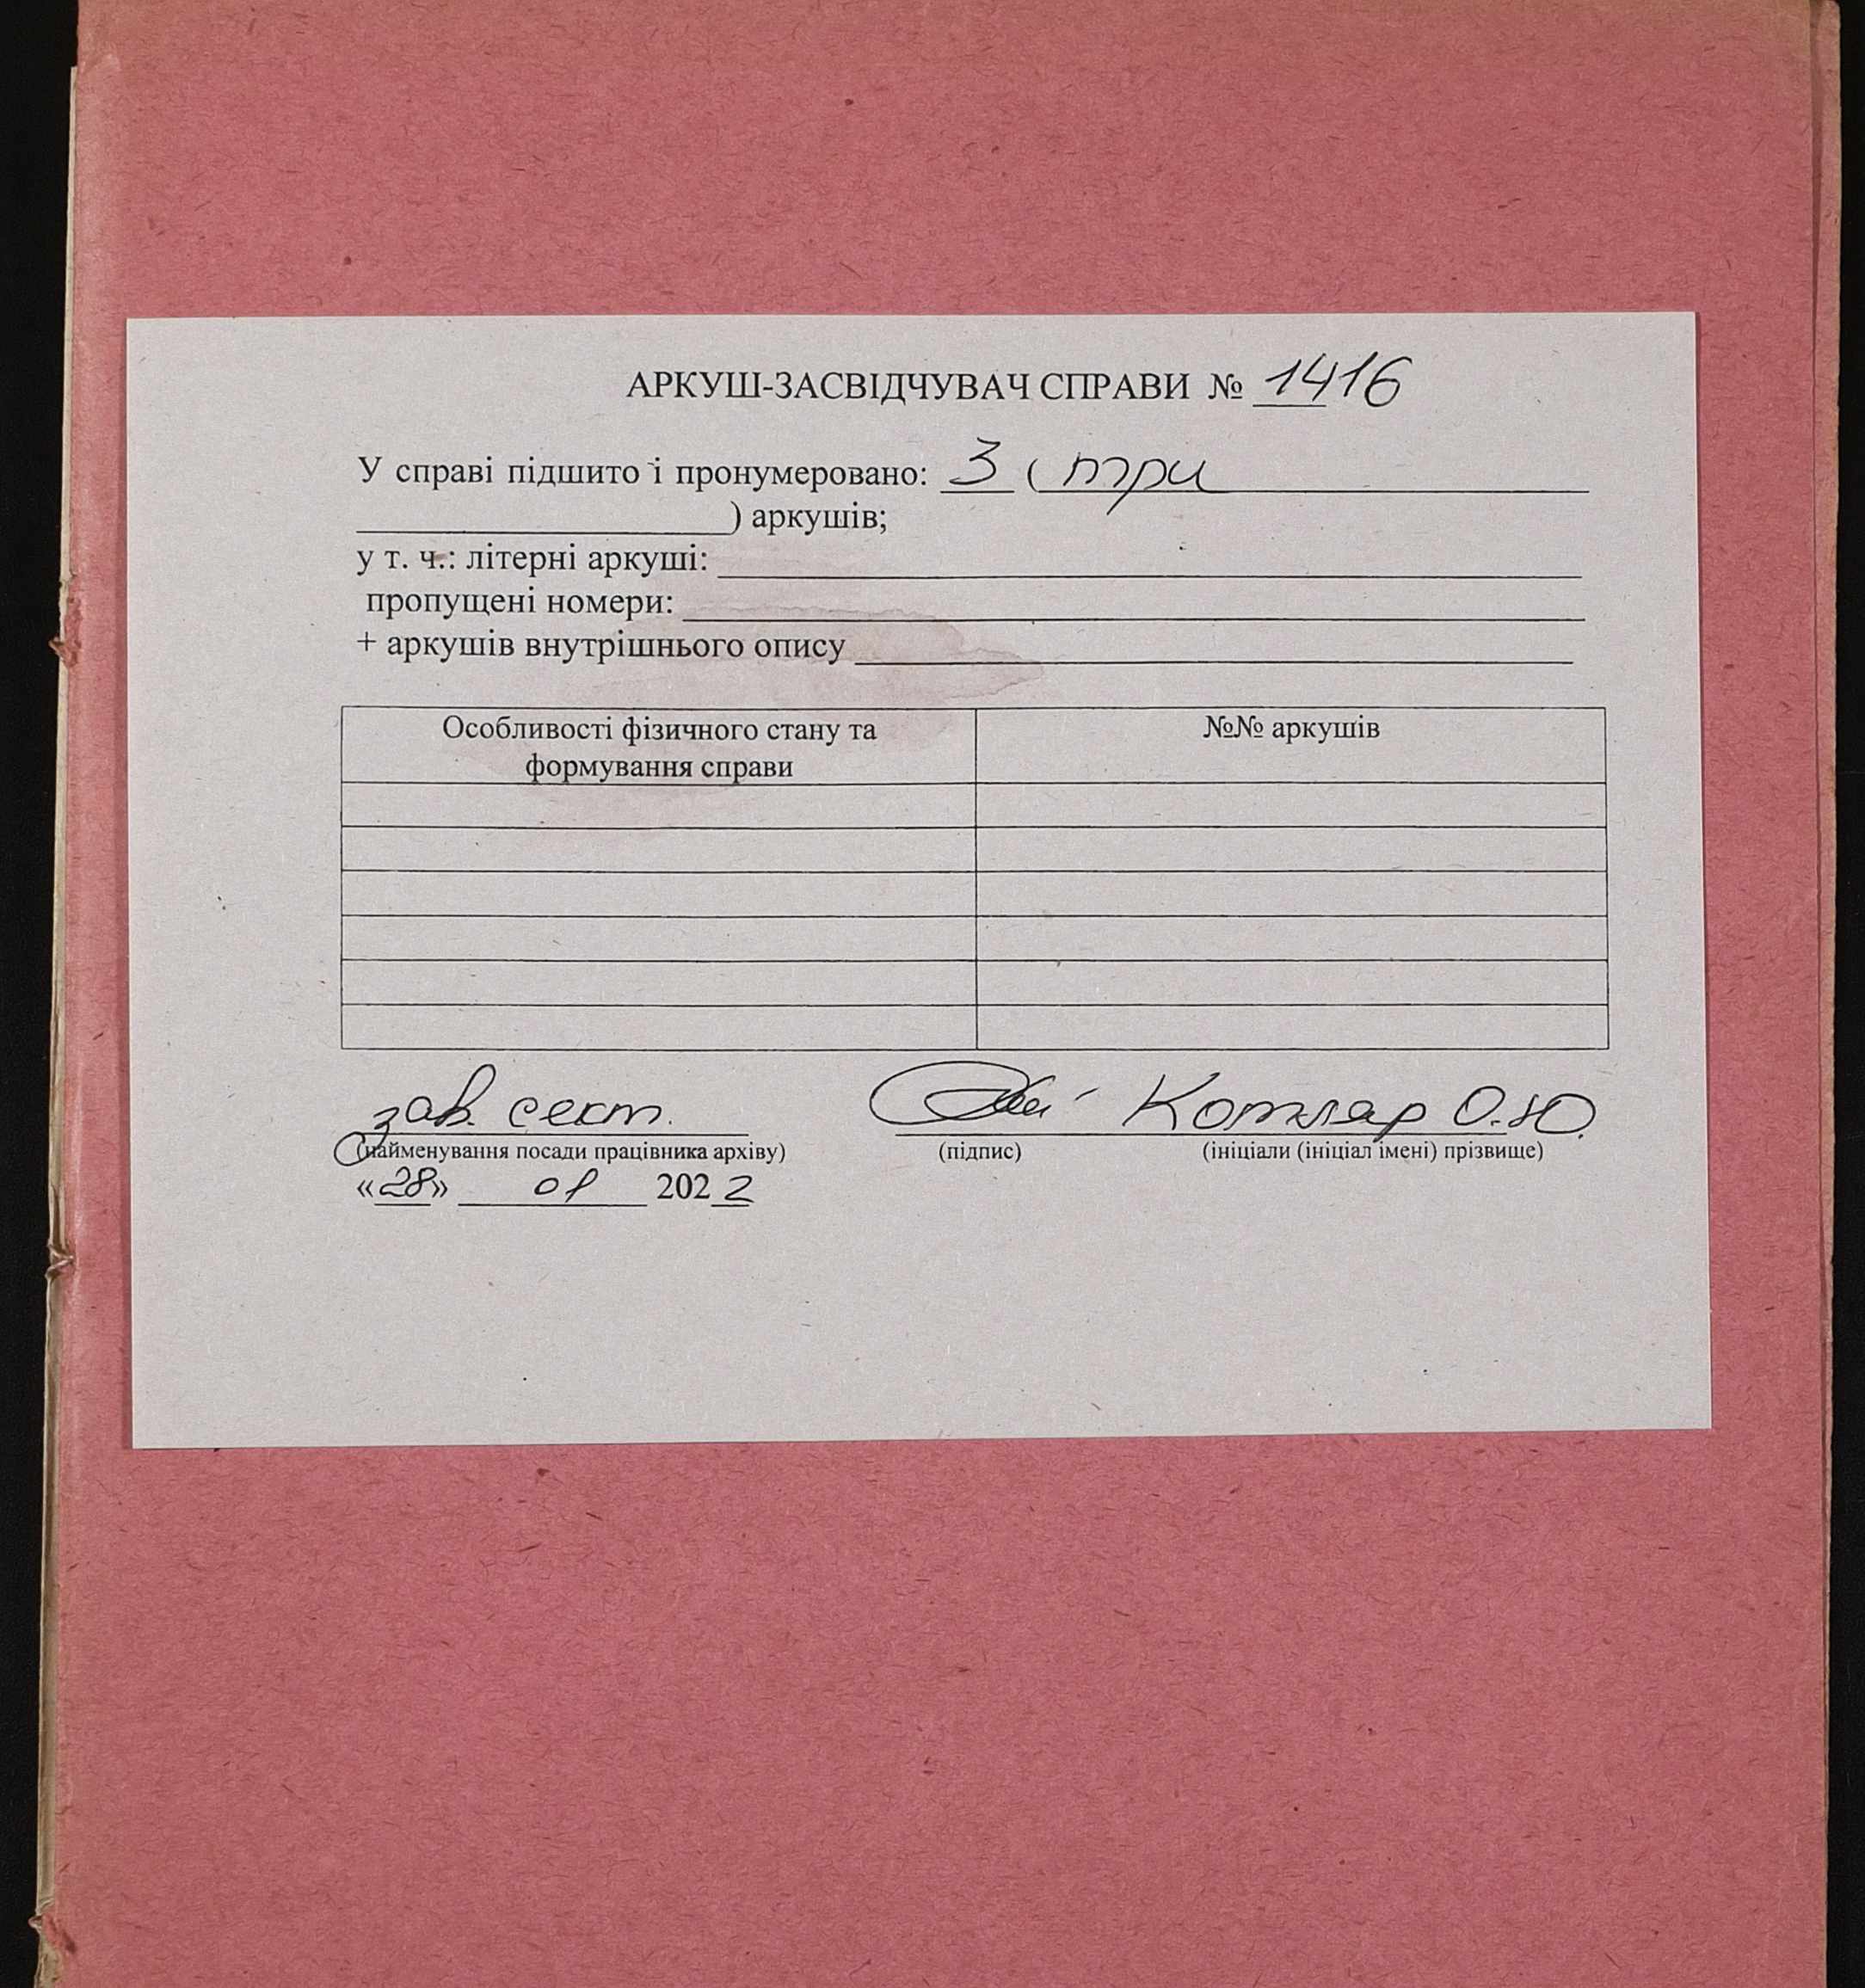 АРКУШ-ЗАСВІДЧУВАЧ СПРАВИ № 1416
У справі підшито і пронумеровано: 3 ( три
) аркушів;
у т. ч.: літерні аркуші:
пропущені номери:
+ аркушів внутрішнього опису
Особливості фізичного стану та
формування справи
№№ аркушів
зав. сект. Котляр О.Ю.
(найменування посади працівника архіву) (підпис) (ініціали (ініціал імені) прізвище)
«28» 01 2022